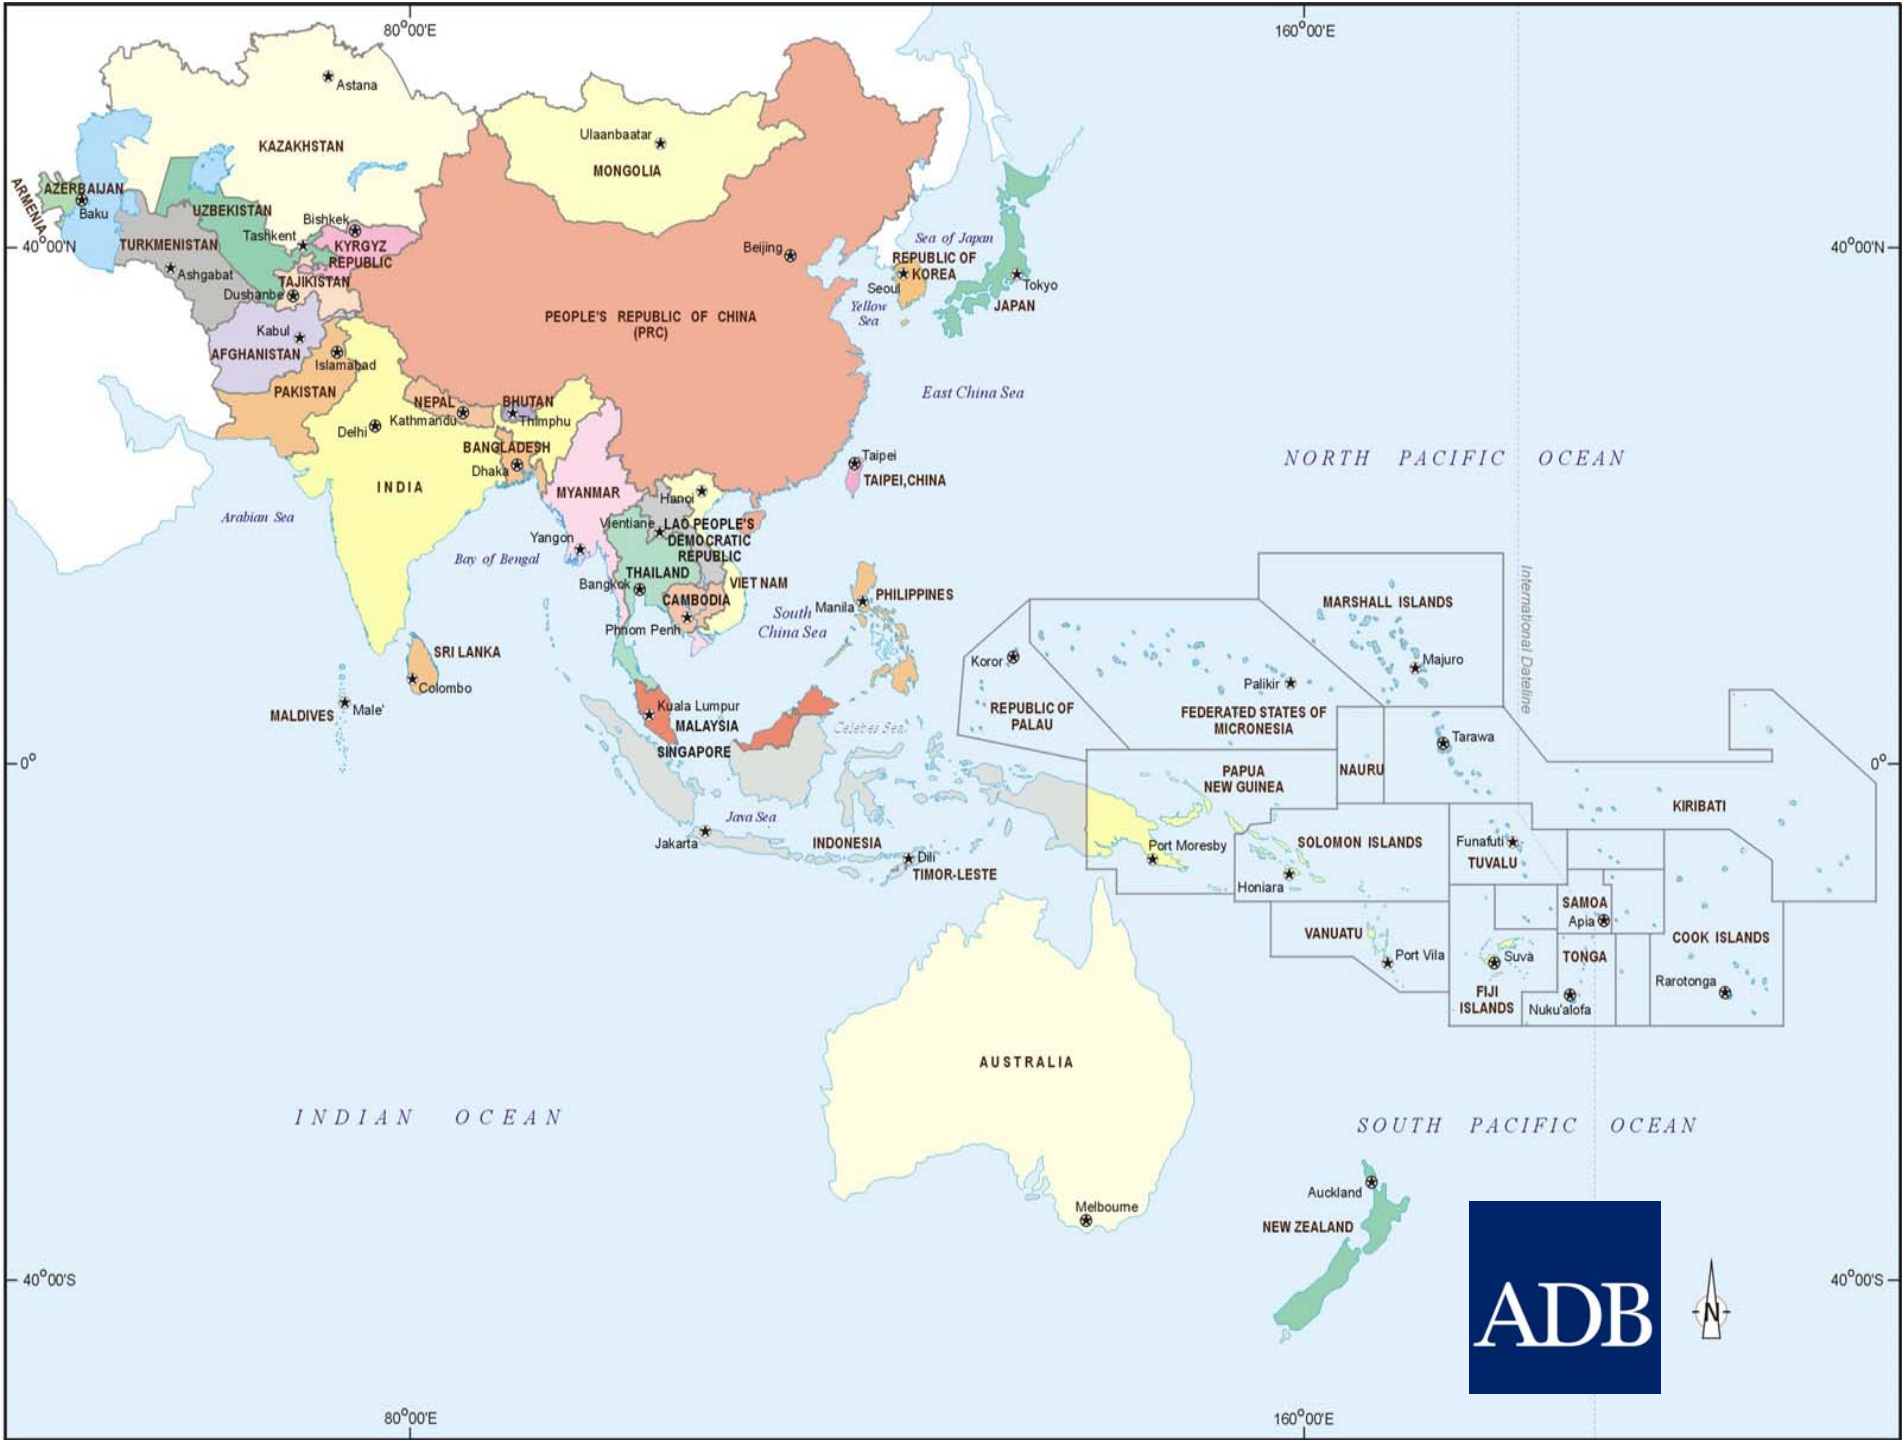 80°00'E
160°00'E
Astana
KAZAKHSTAN
Ulaanbaatar
MONGOLIA
ARMENIA
AZERBAIJAN
Baku
UZBEKISTAN
Bishkek
Tashkent
KYRGYZ
REPUBLIC
40°00'N
TURKMENISTAN
Ashgabat
TAJIKISTAN
Dushanbe
Beijing
Sea of Japan
REPUBLIC OF
KOREA
Seoul
Tokyo
JAPAN
40°00'N
Yellow
Sea
PEOPLE'S REPUBLIC OF CHINA
(PRC)
Kabul
AFGHANISTAN
Islamabad
PAKISTAN
NEPAL
Kathmandu
BHUTAN
Thimphu
Delhi
BANGLADESH
Dhaka
INDIA
East China Sea
Taipei
TAIPEI,CHINA
NORTH PACIFIC OCEAN
MYANMAR
Hanoi
Arabian Sea
Vientiane
LAO PEOPLE'S
DEMOCRATIC
REPUBLIC
Yangon
Bay of Bengal
THAILAND
Bangkok
VIET NAM
CAMBODIA
Phnom Penh
South
China Sea
Manila
PHILIPPINES
MARSHALL ISLANDS
Majuro
International Dateline
SRI LANKA
Colombo
MALDIVES
Male'
Koror
REPUBLIC OF
PALAU
Palikir
FEDERATED STATES OF
MICRONESIA
Kuala Lumpur
MALAYSIA
SINGAPORE
Celebes Sea
Tarawa
0°
0°
PAPUA
NEW GUINEA
NAURU
KIRIBATI
Java Sea
Jakarta
INDONESIA
Dili
TIMOR-LESTE
Port Moresby
SOLOMON ISLANDS
Honiara
Funafuti
TUVALU
SAMOA
Apia
COOK ISLANDS
Rarotonga
VANUATU
Port Vila
Suva
FIJI
ISLANDS
TONGA
Nuku'alofa
AUSTRALIA
INDIAN OCEAN
SOUTH PACIFIC OCEAN
Melbourne
Auckland
NEW ZEALAND
40°00'S
40°00'S
ADB
N
80°00'E
160°00'E